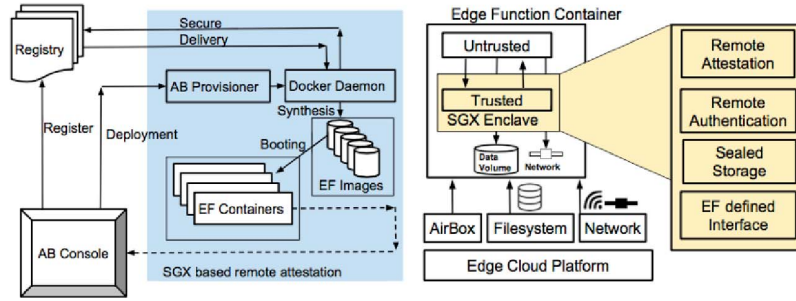 Secure
Delivery
Registry
AB Provisioner
Docker Daemon
Synthesis
Register
Deployment
Booting
EF Images
EF Containers
AB Console
SGX based remote attestation
Edge Function Container
Untrusted
Trusted
SGX Enclave
Data
Volume
Network
AirBox
Filesystem
Network
Edge Cloud Platform
Remote
Attestation
Remote
Authentication
Sealed
Storage
EF defined
Interface